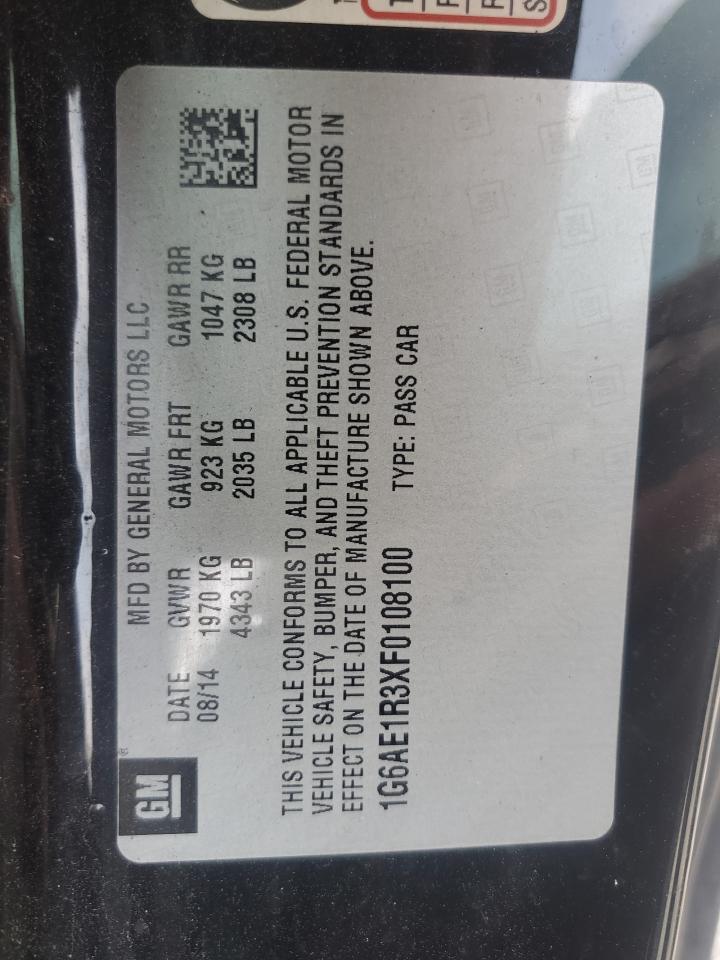 GM
MFD BY GENERAL MOTORS LLC
DATE GVWR GAWR FRT GAWR RR
08/14 1970 KG 923 KG 1047 KG
4343 LB 2035 LB 2308 LB
THIS VEHICLE CONFORMS TO ALL APPLICABLE U.S. FEDERAL MOTOR
VEHICLE SAFETY, BUMPER, AND THEFT PREVENTION STANDARDS IN
EFFECT ON THE DATE OF MANUFACTURE SHOWN ABOVE.
1G6AE1R3XF0108100 TYPE: PASS CAR